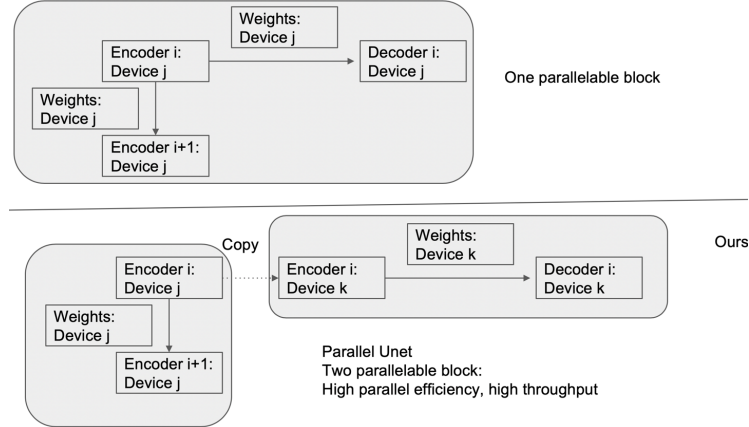 Weights:
Device j
Encoder i:
Device j
Decoder i:
Device j
One parallelable block
Weights:
Device j
Encoder i+1:
Device j
Copy
Weights:
Device k
Ours
Encoder i:
Device j
Encoder i:
Device k
Decoder i:
Device k
Weights:
Device j
Encoder i+1:
Device j
Parallel Unet
Two parallelable block:
High parallel efficiency, high throughput